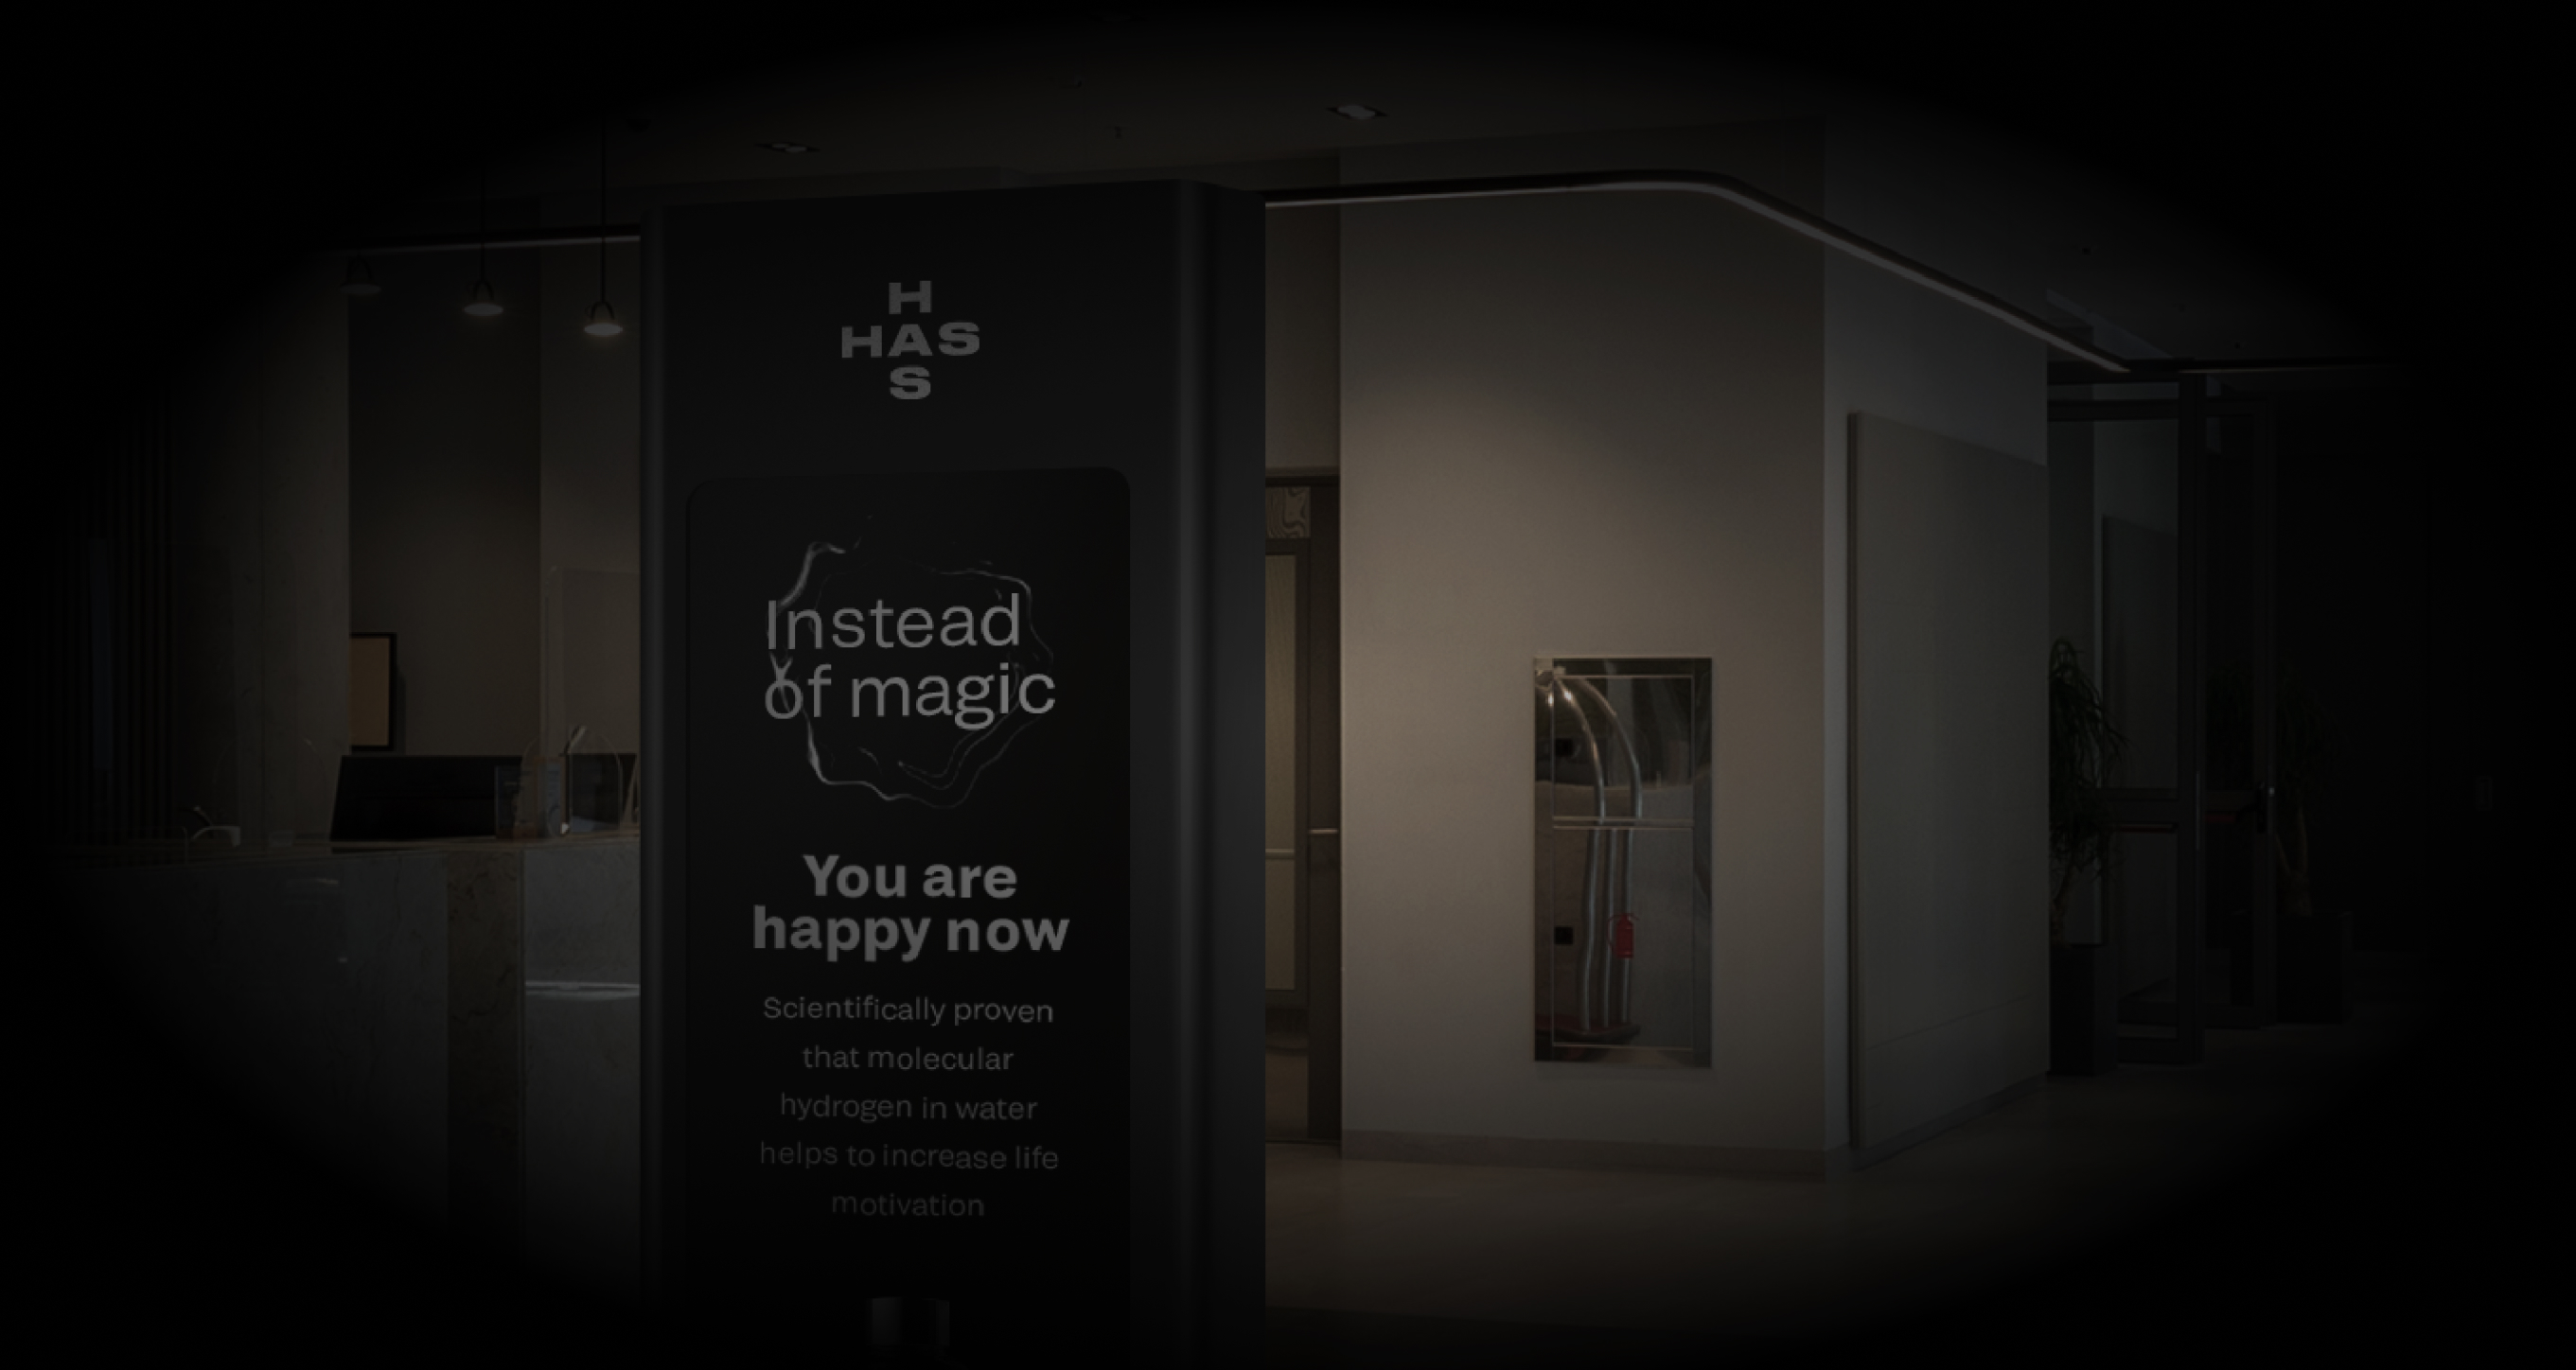 H
HAS
S
Instead
of magic
You are
happy now
Scientifically proven
that molecular
hydrogen in water
helps to increase life
motivation